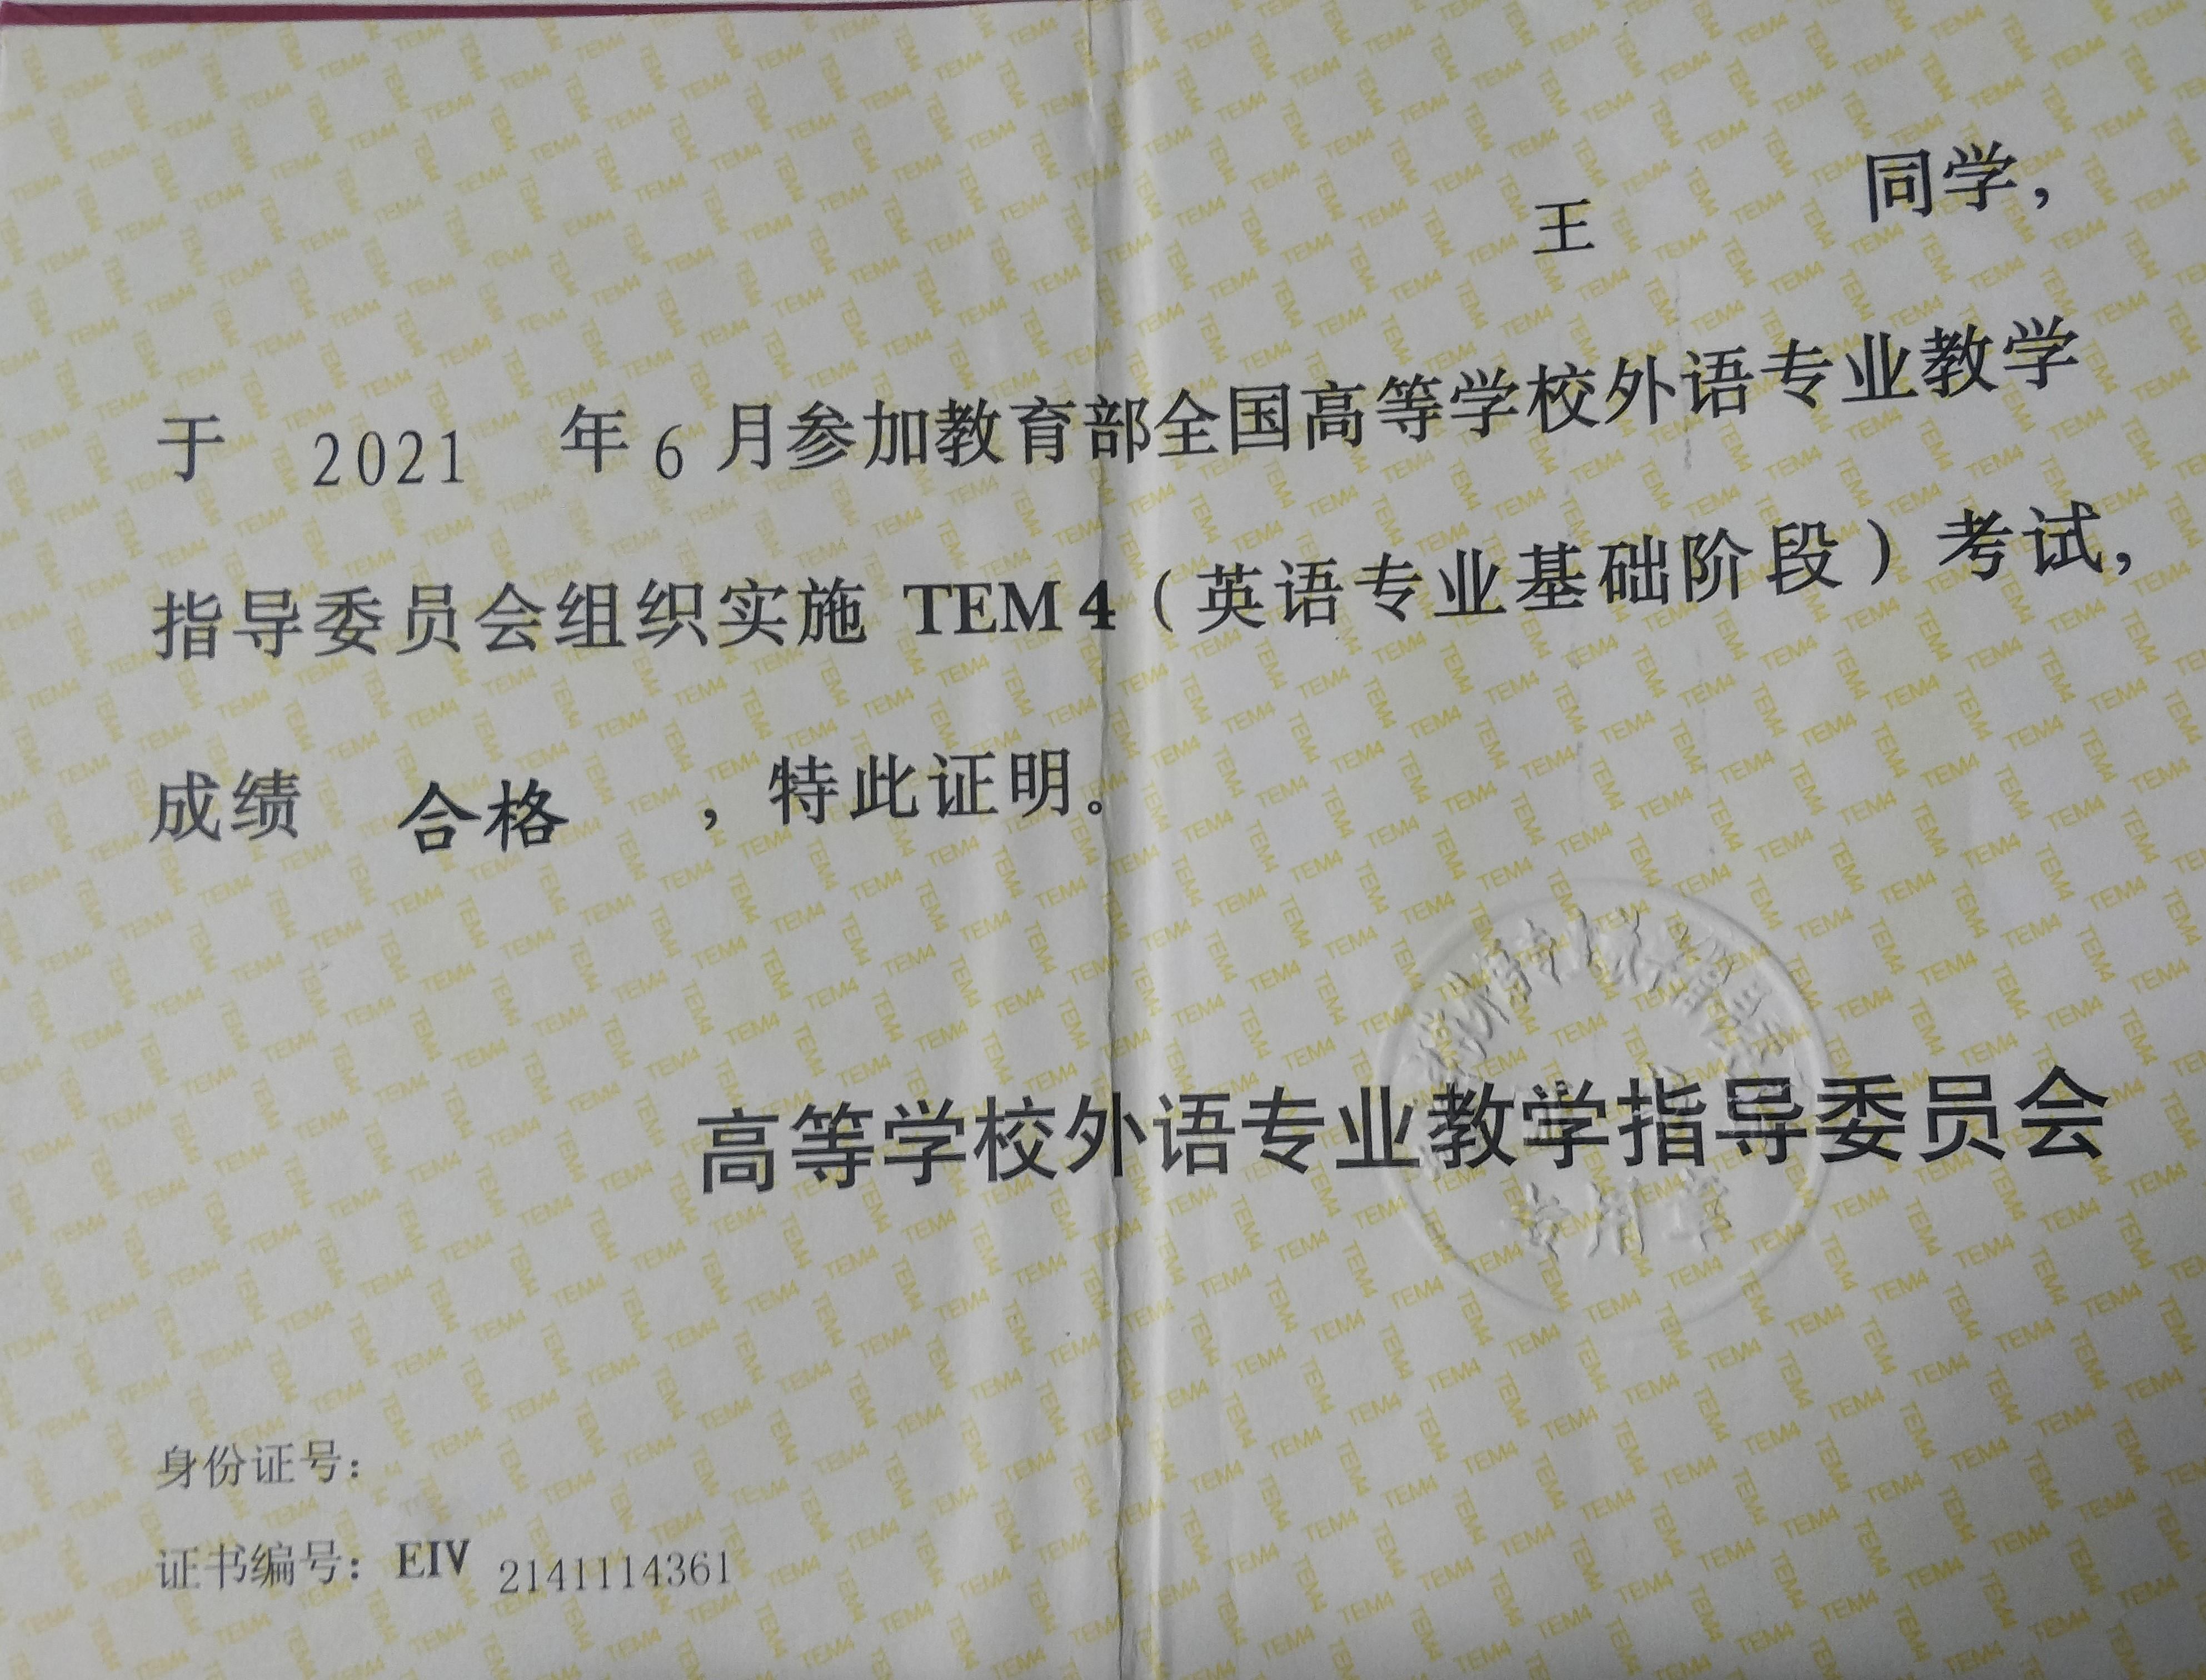 王 同学，
于 2021 年 6 月参加教育部全国高等学校外语专业教学
指导委员会组织实施 TEM4（英语专业基础阶段）考试，
成绩 合格 ，特此证明。
高等学校外语专业教学指导委员会
专用章
身份证号：
证书编号：EIV 2141114361